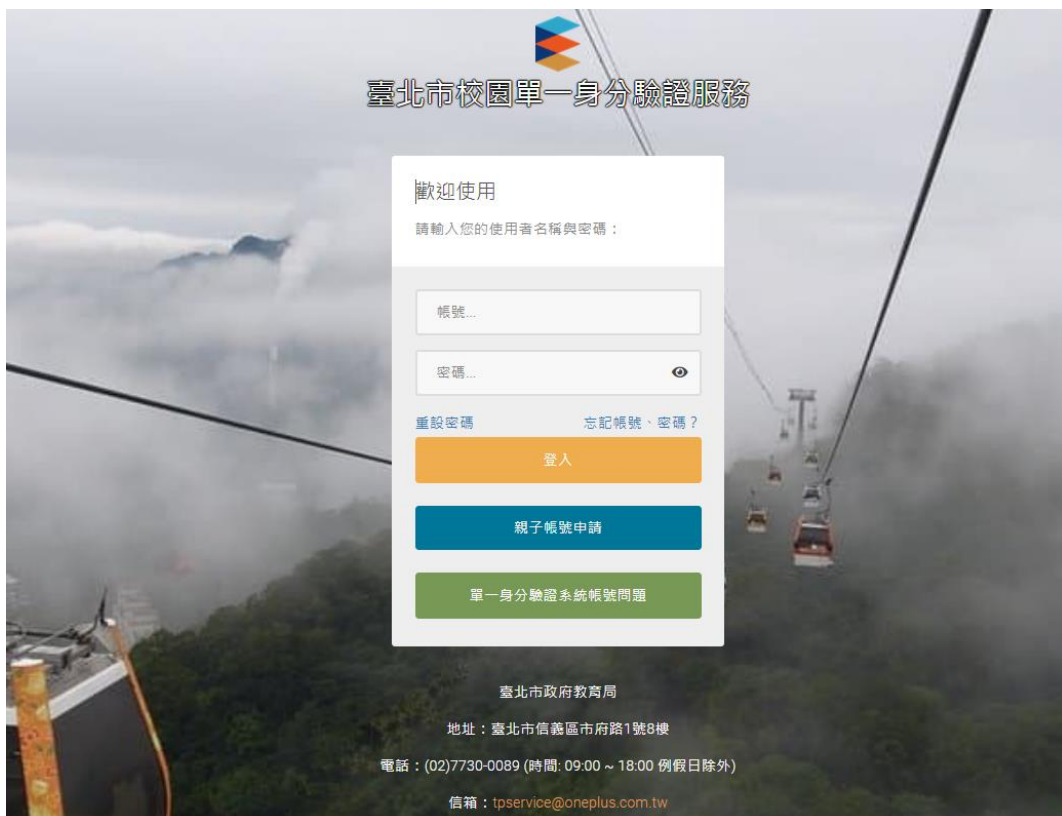 臺北市校園單一身分驗證服務
歡迎使用
請輸入您的使用者名稱與密碼：
帳號...
密碼...
重設密碼 忘記帳號、密碼？
登入
親子帳號申請
單一身分驗證系統帳號問題
臺北市政府教育局
地址：臺北市信義區市府路1號8樓
電話：(02)7730-0089 (時間: 09:00 ~ 18:00 例假日除外)
信箱：tpservice@oneplus.com.tw